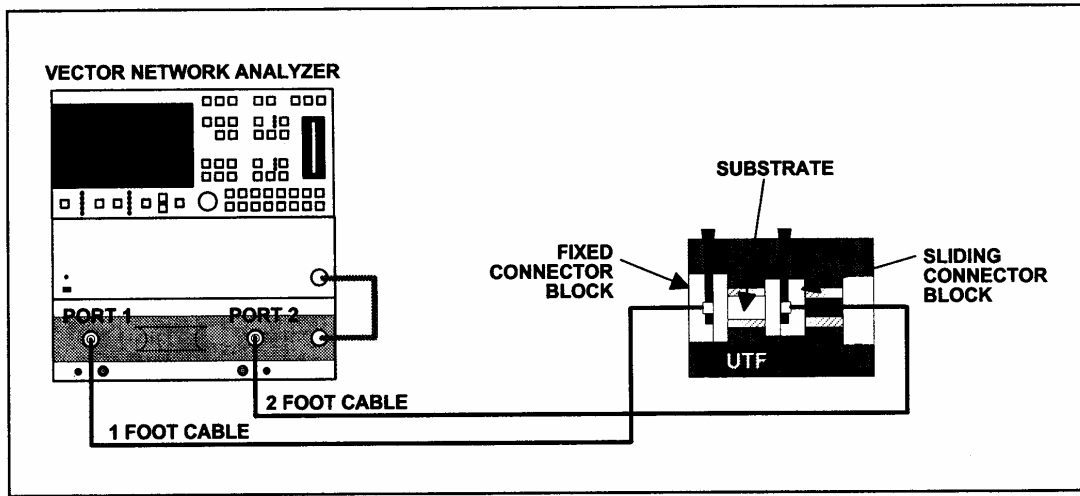 VECTOR NETWORK ANALYZER
SUBSTRATE
FIXED
CONNECTOR
BLOCK
SLIDING
CONNECTOR
BLOCK
PORT 1
PORT 2
UTF
2 FOOT CABLE
1 FOOT CABLE